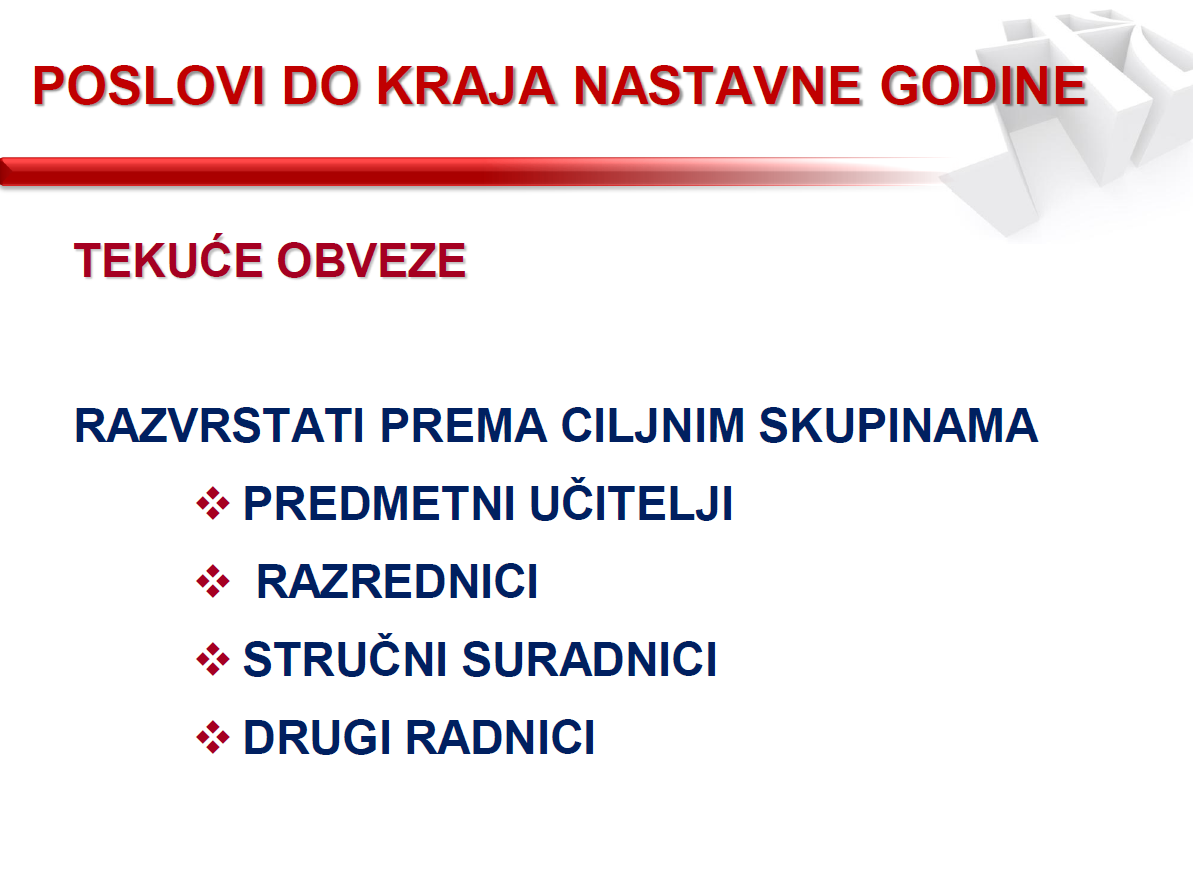 POSLOVI DO KRAJA NASTAVNE GODINE
TEKUĆE OBVEZE
RAZVRSTATI PREMA CILJNIM SKUPINAMA
❖ PREDMETNI UČITELJI
❖ RAZREDNICI
❖ STRUČNI SURADNICI
❖ DRUGI RADNICI